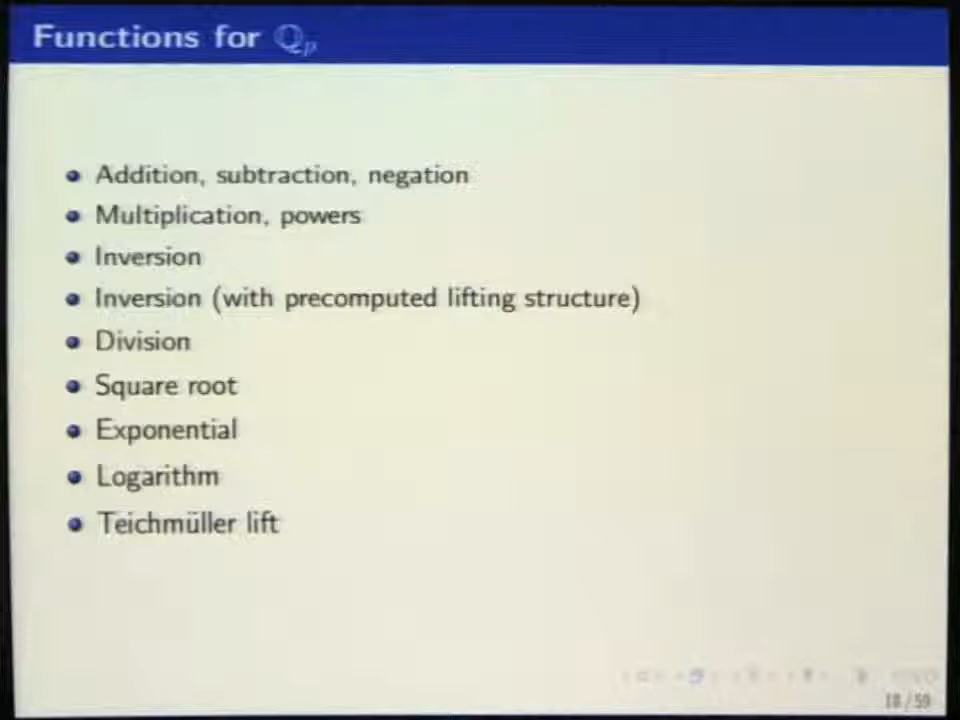 Functions for ℚₚ
Addition, subtraction, negation
Multiplication, powers
Inversion
Inversion (with precomputed lifting structure)
Division
Square root
Exponential
Logarithm
Teichmüller lift
18 / 59